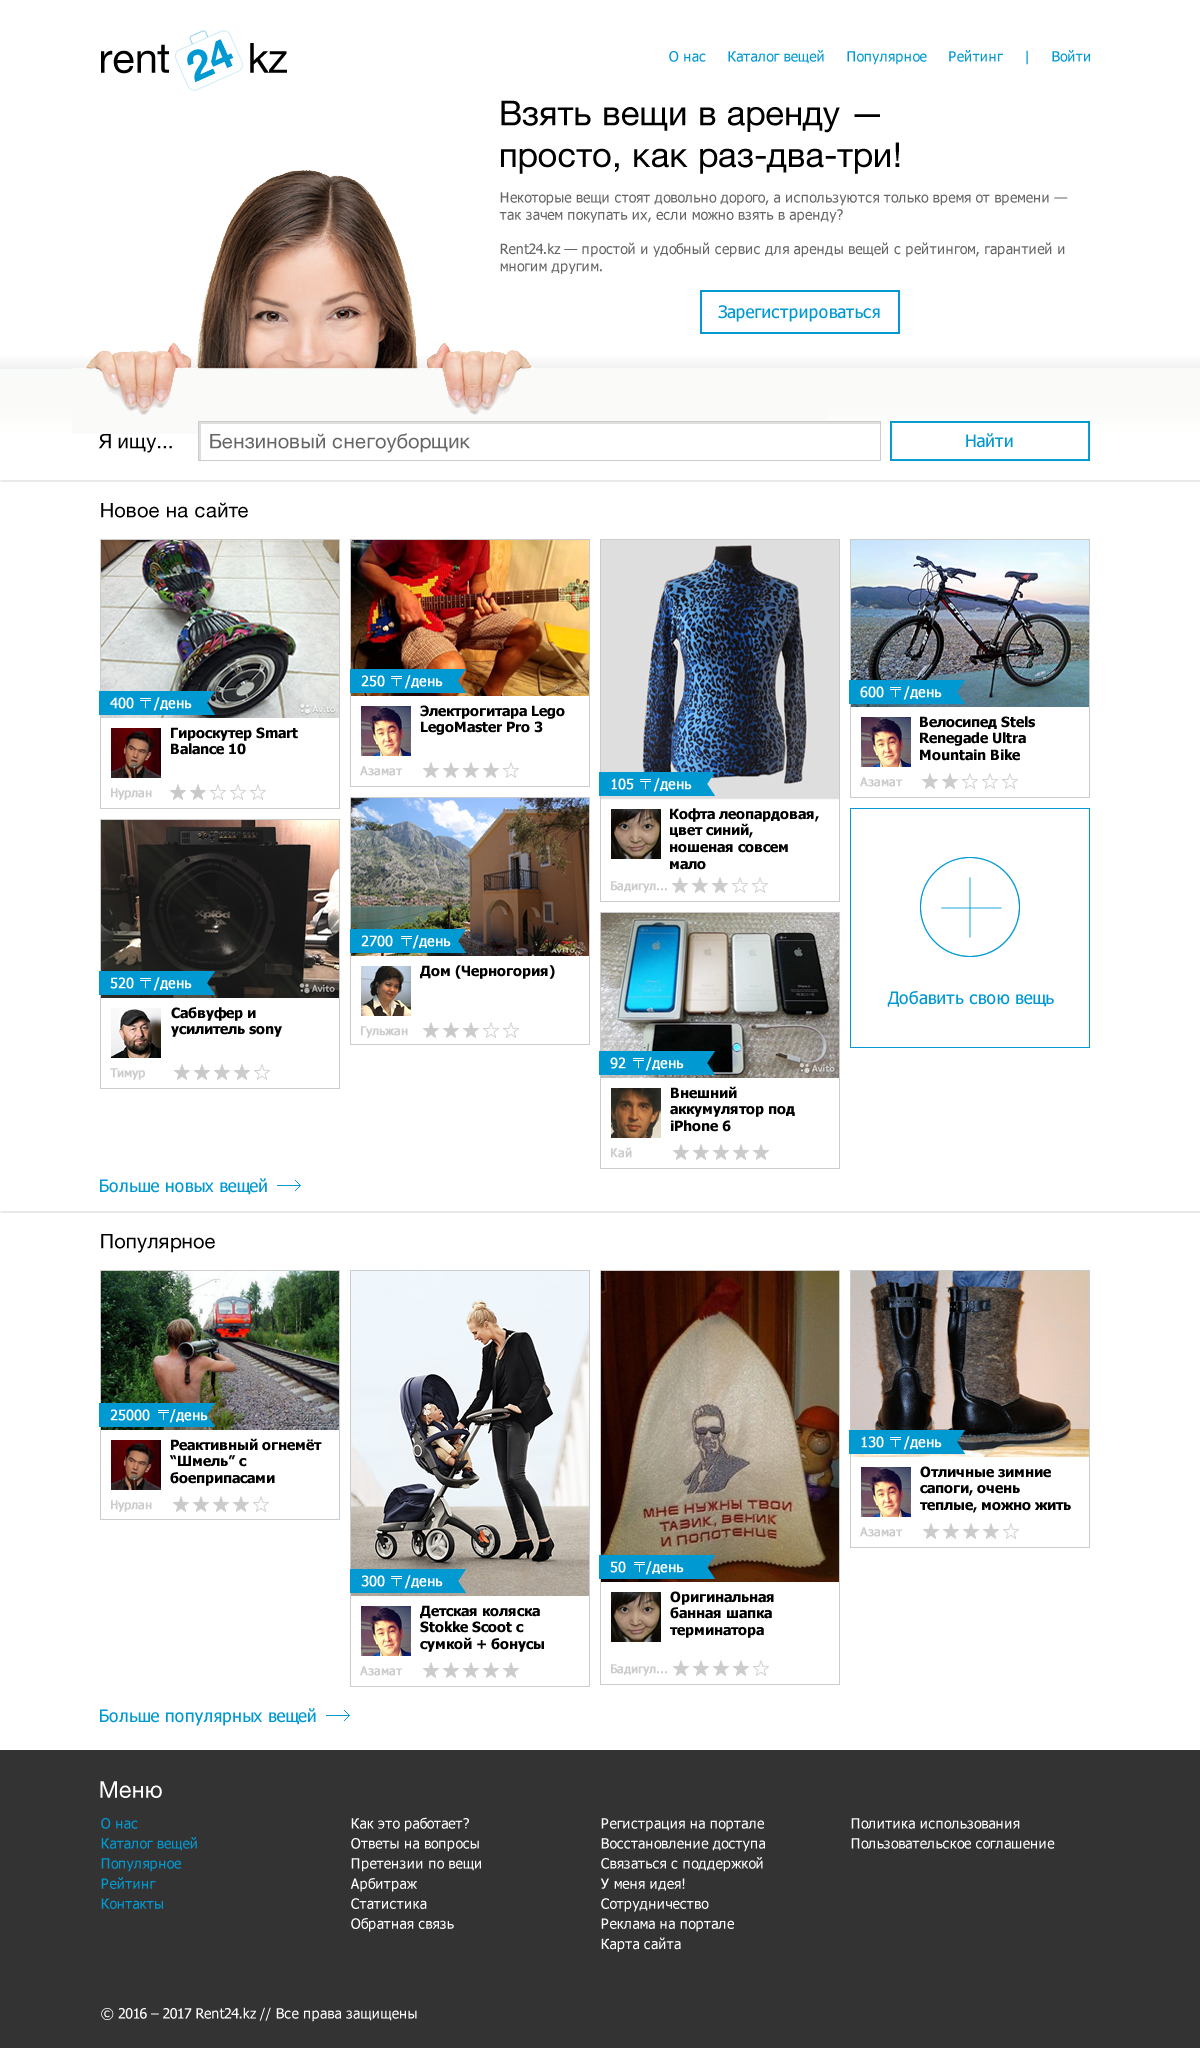 rent 24 kz
О нас Каталог вещей Популярное Рейтинг | Войти
Взять вещи в аренду —
просто, как раз-два-три!
Некоторые вещи стоят довольно дорого, а используются только время от времени —
так зачем покупать их, если можно взять в аренду?
Rent24.kz — простой и удобный сервис для аренды вещей с рейтингом, гарантией и
многим другим.
Зарегистрироваться
Я ищу...
Бензиновый снегоуборщик
Найти
Новое на сайте
Avito
400 ₸/день
Гироскутер Smart
Balance 10
Нурлан
250 ₸/день
Электрогитара Lego
LegoMaster Pro 3
Азамат
105 ₸/день
Кофта леопардовая,
цвет синий,
ношеная совсем
мало
Бадигул...
STELS
600 ₸/день
Велосипед Stels
Renegade Ultra
Mountain Bike
Азамат
Xplod
Avito
520 ₸/день
Сабвуфер и
усилитель sony
Тимур
AVITO
2700 ₸/день
Дом (Черногория)
Гульжан
Avito
92 ₸/день
Внешний
аккумулятор под
iPhone 6
Кай
Добавить свою вещь
Больше новых вещей
Популярное
25000 ₸/день
Реактивный огнемёт
“Шмель” с
боеприпасами
Нурлан
300 ₸/день
Детская коляска
Stokke Scoot с
сумкой + бонусы
Азамат
МНЕ НУЖНЫ ТВОИ
ТАЗИК, ВЕНИК
И ПОЛОТЕНЦЕ
50 ₸/день
Оригинальная
банная шапка
терминатора
Бадигул...
130 ₸/день
Отличные зимние
сапоги, очень
теплые, можно жить
Азамат
Больше популярных вещей
Меню
О нас
Каталог вещей
Популярное
Рейтинг
Контакты
Как это работает?
Ответы на вопросы
Претензии по вещи
Арбитраж
Статистика
Обратная связь
Регистрация на портале
Восстановление доступа
Связаться с поддержкой
У меня идея!
Сотрудничество
Реклама на портале
Карта сайта
Политика использования
Пользовательское соглашение
© 2016 – 2017 Rent24.kz // Все права защищены